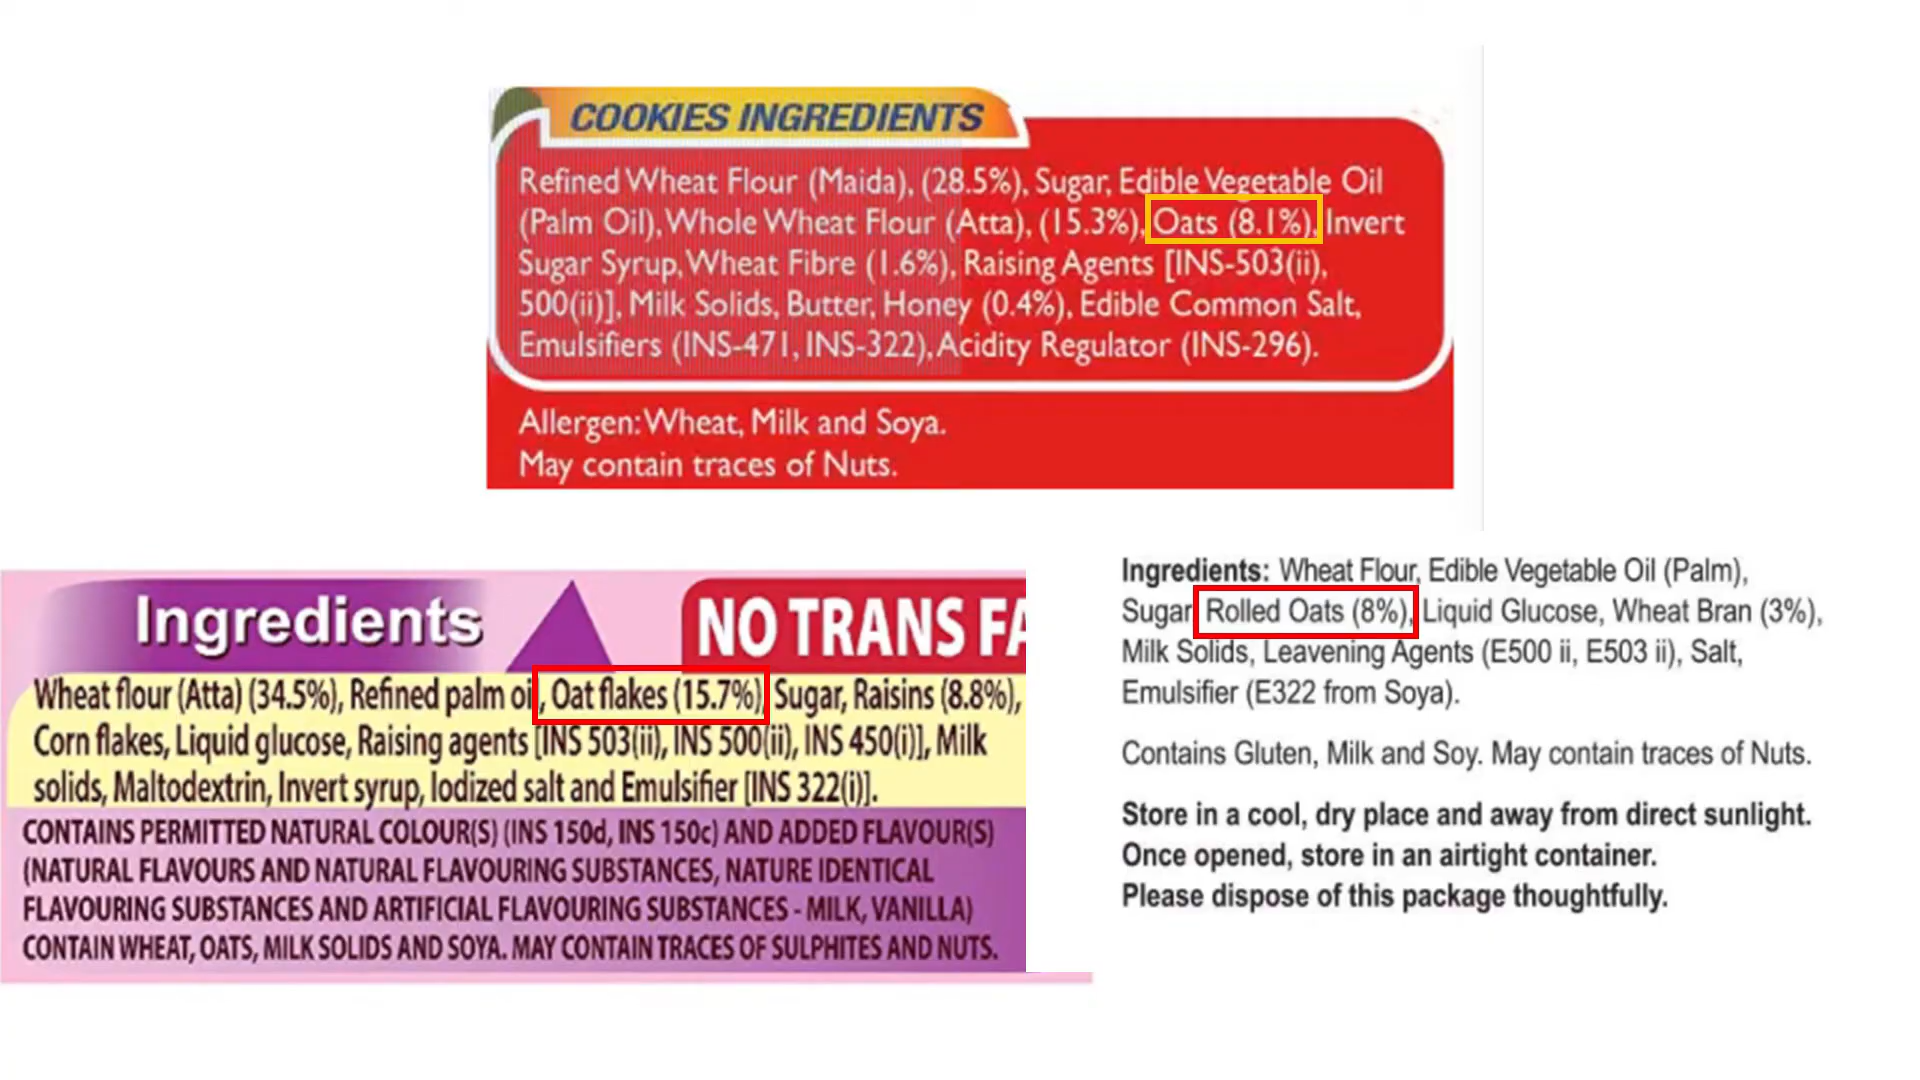 COOKIES INGREDIENTS
Refined Wheat Flour (Maida), (28.5%), Sugar, Edible Vegetable Oil
(Palm Oil), Whole Wheat Flour (Atta), (15.3%), Oats (8.1%), Invert
Sugar Syrup, Wheat Fibre (1.6%), Raising Agents [INS-503(ii),
500(ii)], Milk Solids, Butter, Honey (0.4%), Edible Common Salt,
Emulsifiers (INS-471, INS-322), Acidity Regulator (INS-296).
Allergen: Wheat, Milk and Soya.
May contain traces of Nuts.
Ingredients
NO TRANS FA
Wheat flour (Atta) (34.5%), Refined palm oil, Oat flakes (15.7%), Sugar, Raisins (8.8%),
Corn flakes, Liquid glucose, Raising agents [INS 503(ii), INS 500(ii), INS 450(i)], Milk
solids, Maltodextrin, Invert syrup, Iodized salt and Emulsifier [INS 322(i)].
CONTAINS PERMITTED NATURAL COLOUR(S) (INS 150d, INS 150c) AND ADDED FLAVOUR(S)
(NATURAL FLAVOURS AND NATURAL FLAVOURING SUBSTANCES, NATURE IDENTICAL
FLAVOURING SUBSTANCES AND ARTIFICIAL FLAVOURING SUBSTANCES - MILK, VANILLA)
CONTAIN WHEAT, OATS, MILK SOLIDS AND SOYA. MAY CONTAIN TRACES OF SULPHITES AND NUTS.
Ingredients: Wheat Flour, Edible Vegetable Oil (Palm),
Sugar, Rolled Oats (8%), Liquid Glucose, Wheat Bran (3%),
Milk Solids, Leavening Agents (E500 ii, E503 ii), Salt,
Emulsifier (E322 from Soya).
Contains Gluten, Milk and Soy. May contain traces of Nuts.
Store in a cool, dry place and away from direct sunlight.
Once opened, store in an airtight container.
Please dispose of this package thoughtfully.